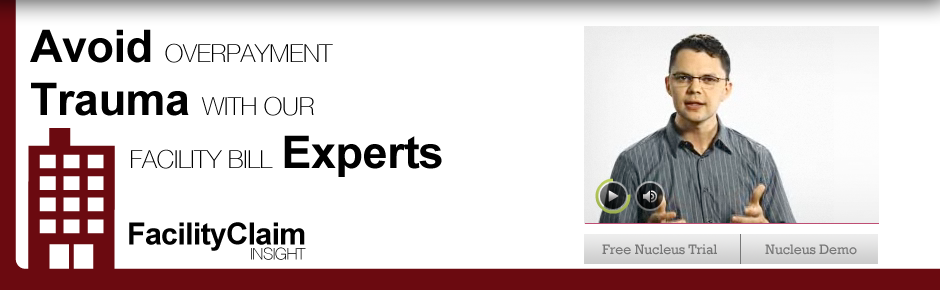 Avoid OVERPAYMENT
Trauma WITH OUR
FACILITY BILL Experts
FacilityClaim
INSIGHT
Free Nucleus Trial
Nucleus Demo